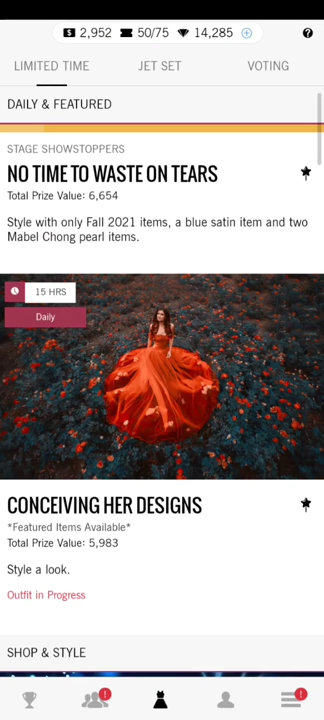 2,952 50/75 14,285
LIMITED TIME JET SET VOTING
DAILY & FEATURED
STAGE SHOWSTOPPERS
NO TIME TO WASTE ON TEARS
Total Prize Value: 6,654
Style with only Fall 2021 items, a blue satin item and two
Mabel Chong pearl items.
15 HRS
Daily
CONCEIVING HER DESIGNS
*Featured Items Available*
Total Prize Value: 5,983
Style a look.
Outfit in Progress
SHOP & STYLE